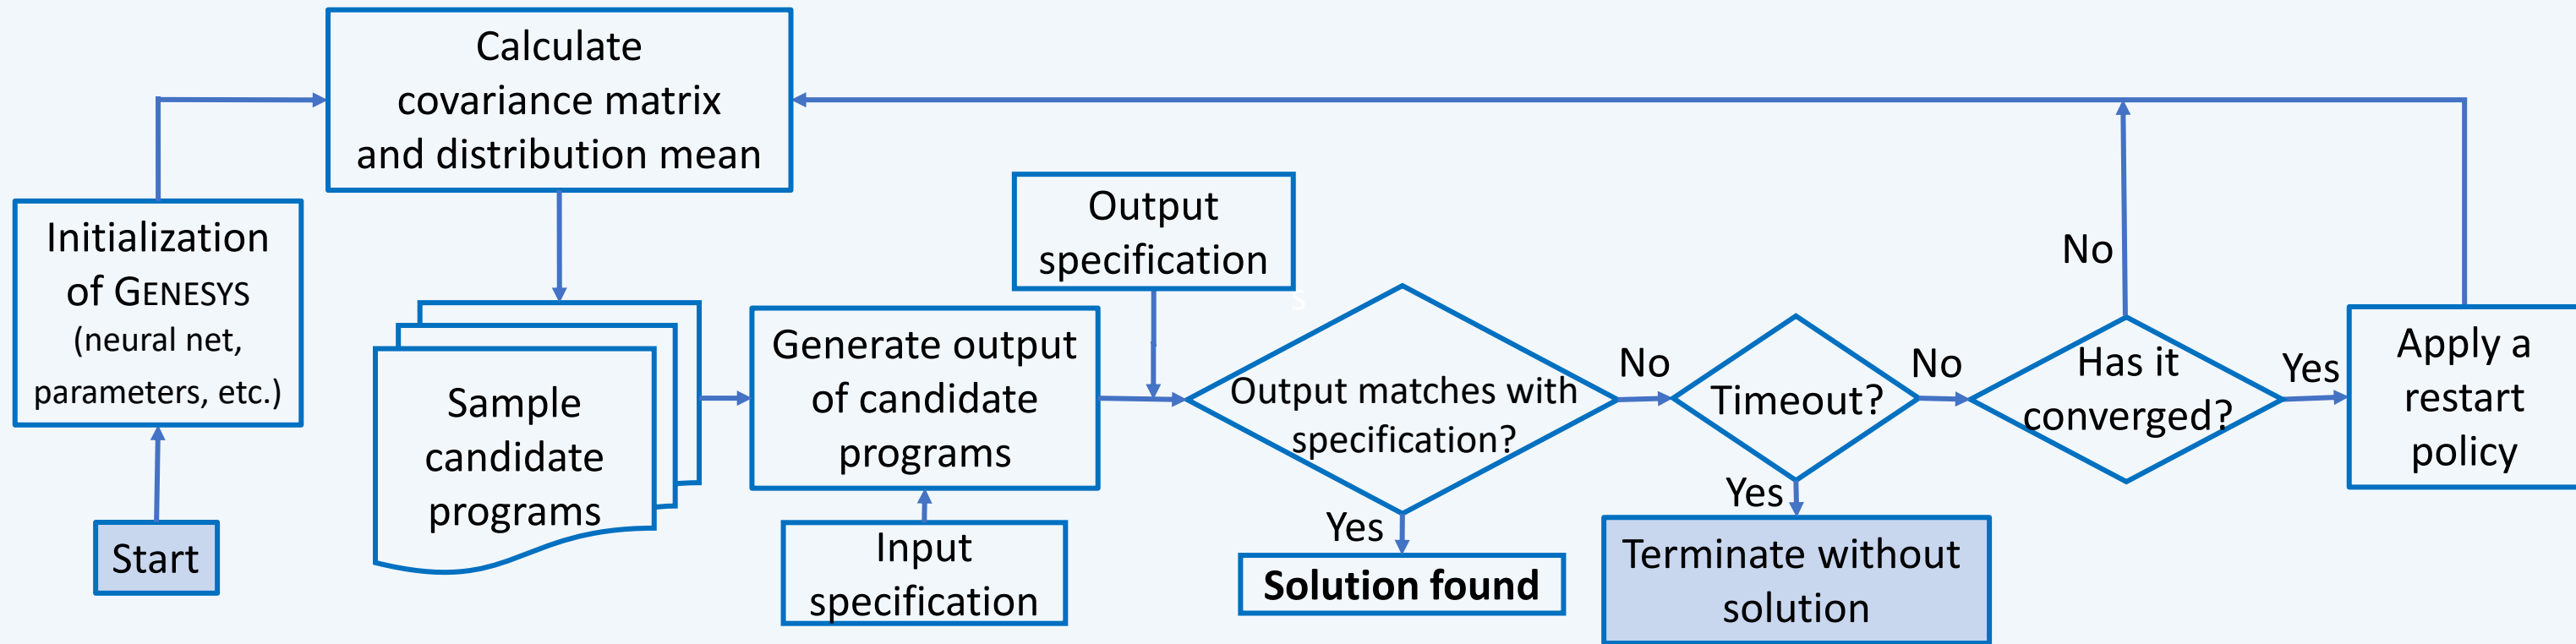 Calculate
covariance matrix
and distribution mean
Initialization
of GENESYS
(neural net,
parameters, etc.)
Start
Sample
candidate
programs
Generate output
of candidate
programs
Input
specification
Output
specification
s
Output matches with
specification?
Yes
Solution found
No
Timeout?
Yes
Terminate without
solution
No
Has it
converged?
No
Yes
Apply a
restart
policy